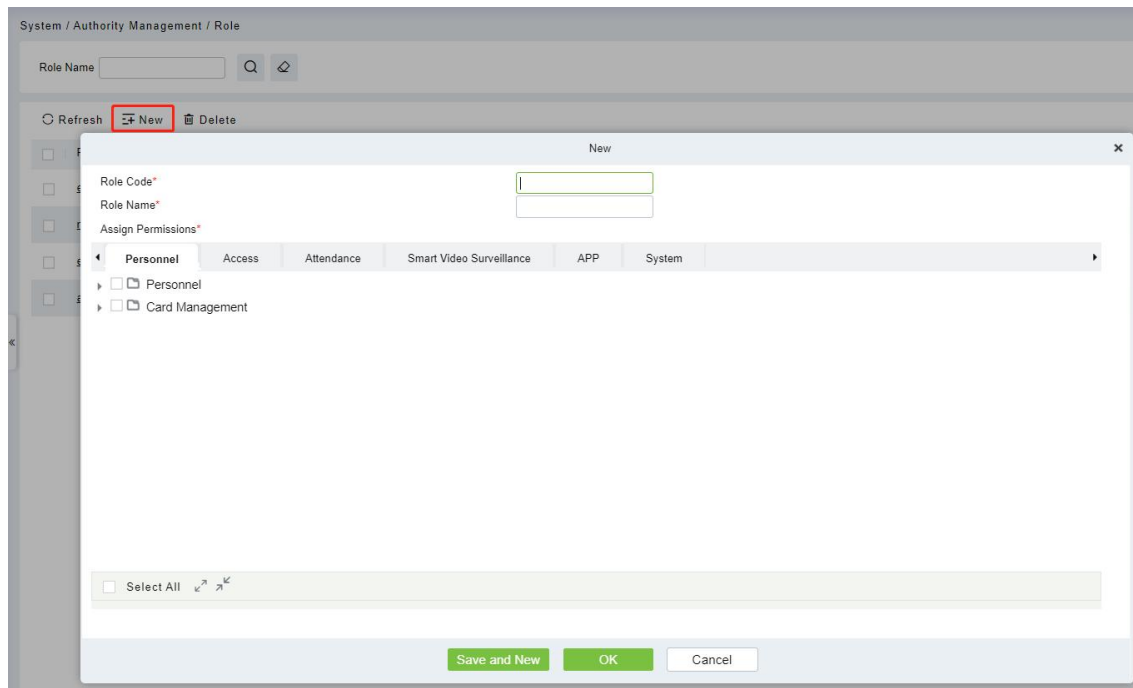 System / Authority Management / Role
Role Name
Refresh New Delete
New
Role Code*
Role Name*
Assign Permissions*
Personnel Access Attendance Smart Video Surveillance APP System
Personnel
Card Management
Select All
Save and New OK Cancel